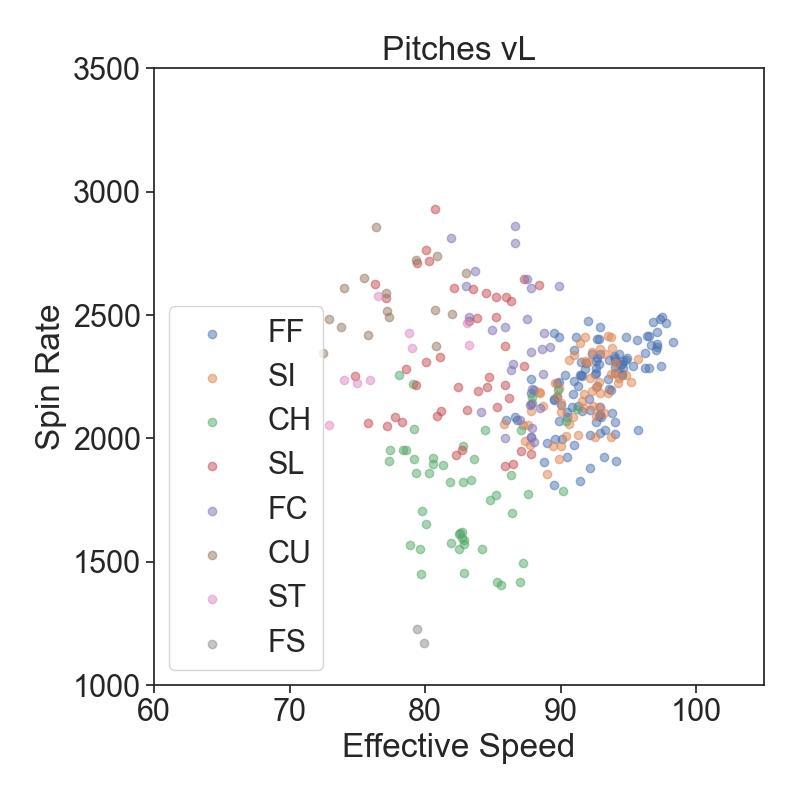 Pitches vL
3500
3000
2500
2000
1500
1000
Spin Rate
FF
SI
CH
SL
FC
CU
ST
FS
60
70
80
90
100
Effective Speed